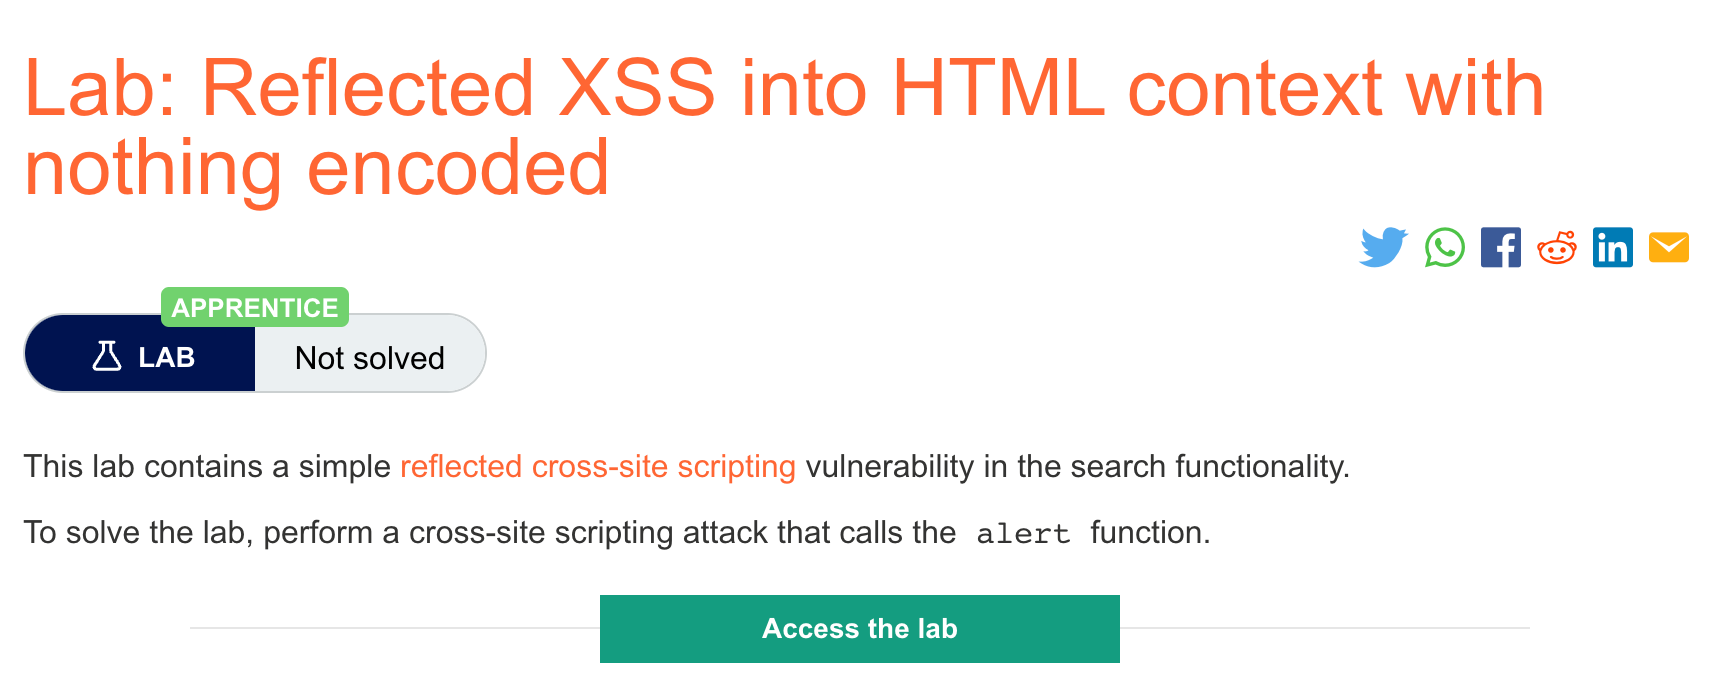 Lab: Reflected XSS into HTML context with
nothing encoded
APPRENTICE
LAB Not solved
This lab contains a simple reflected cross-site scripting vulnerability in the search functionality.
To solve the lab, perform a cross-site scripting attack that calls the alert function.
Access the lab